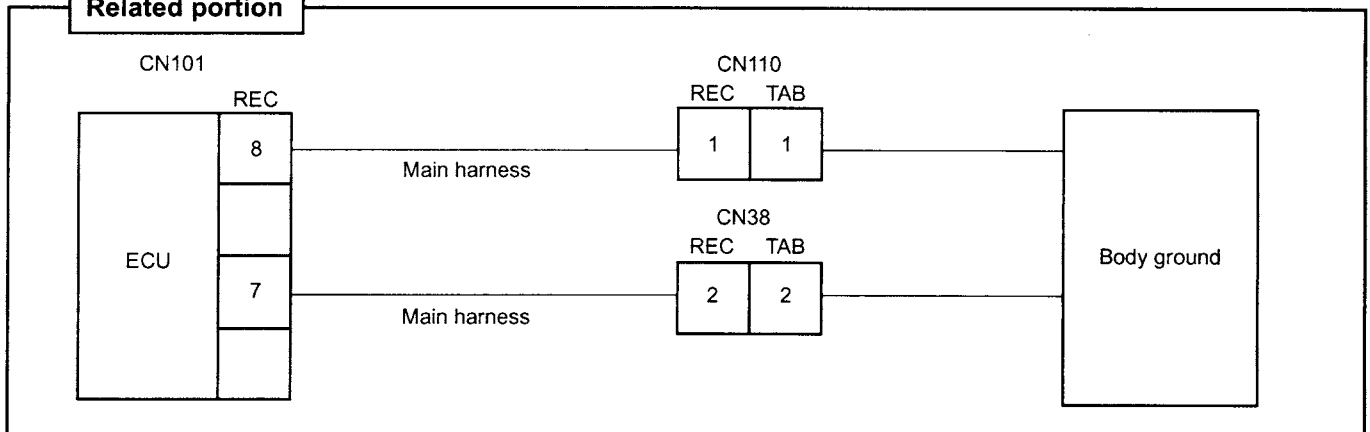 Related portion
CN101
CN110
REC
REC TAB
8
1 1
Main harness
CN38
REC TAB
ECU
Body ground
7
2 2
Main harness